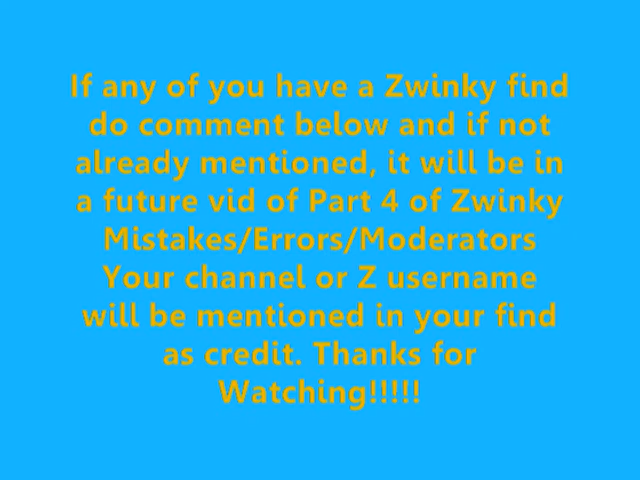 If any of you have a Zwinky find
do comment below and if not
already mentioned, it will be in
a future vid of Part 4 of Zwinky
Mistakes/Errors/Moderators
Your channel or Z username
will be mentioned in your find
as credit. Thanks for
Watching!!!!!